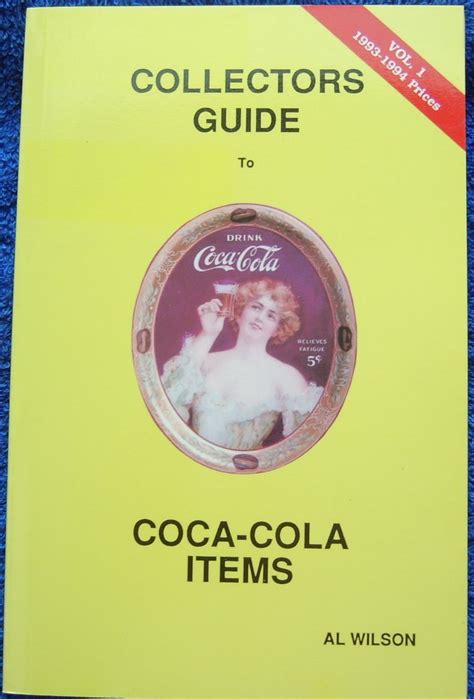 VOL. 1
1993-1994 Prices
COLLECTORS
GUIDE
To
DRINK
Coca-Cola
RELIEVES
FATIGUE
5¢
COCA-COLA
ITEMS
AL WILSON